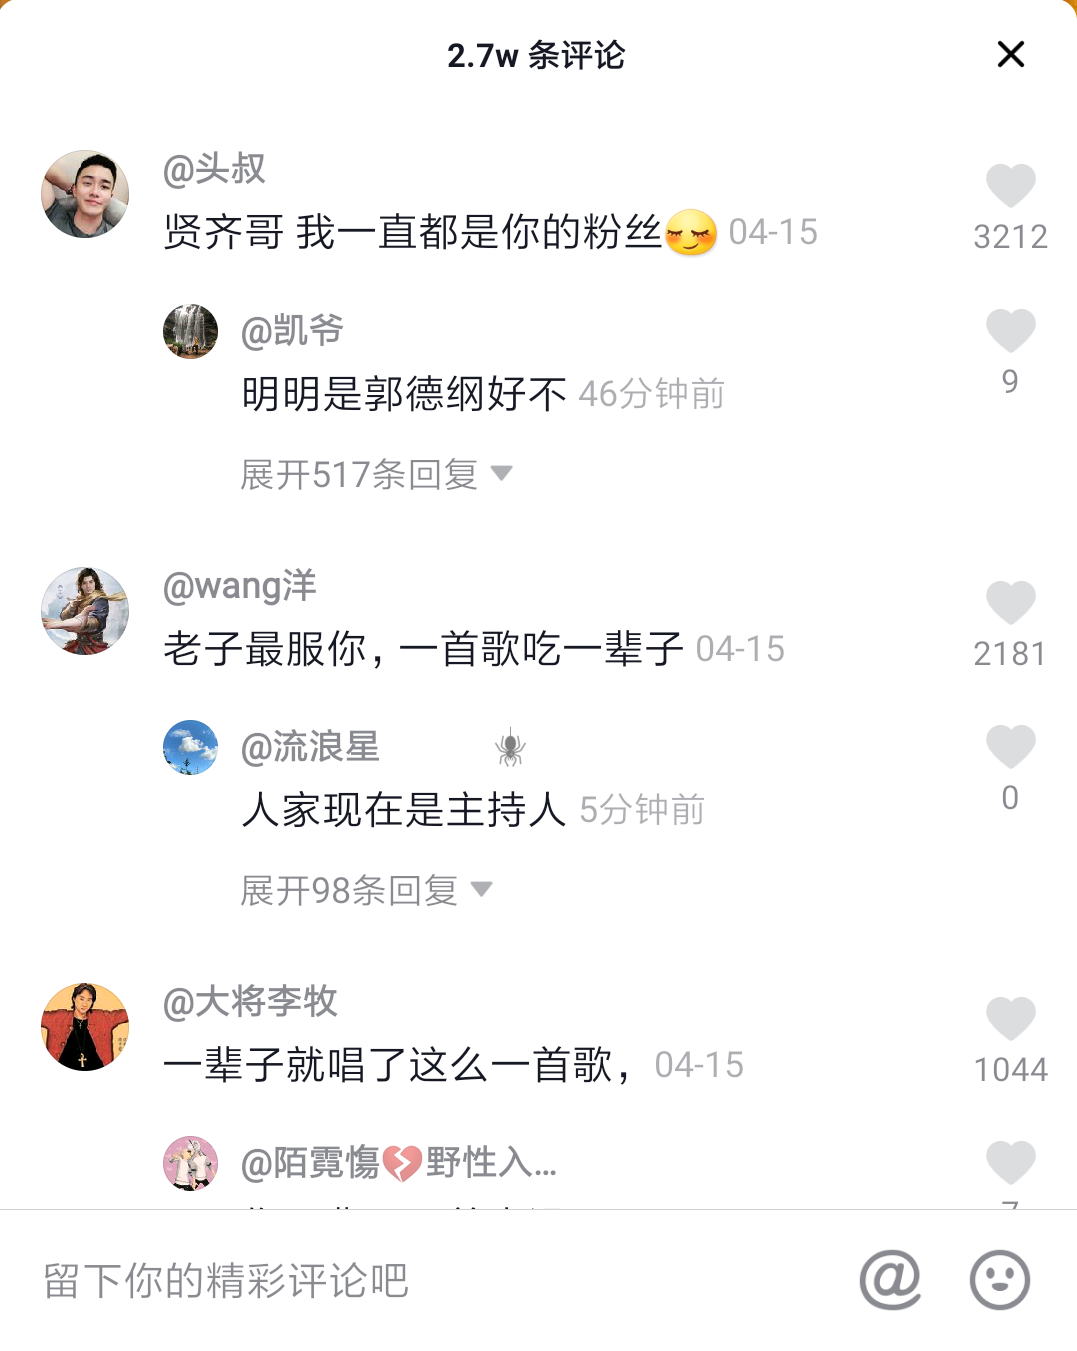 2.7w 条评论
@头叔
贤齐哥 我一直都是你的粉丝 04-15
3212
@凯爷
明明是郭德纲好不 46分钟前
9
展开517条回复
@wang洋
老子最服你，一首歌吃一辈子 04-15
2181
@流浪星
人家现在是主持人 5分钟前
0
展开98条回复
@大将李牧
一辈子就唱了这么一首歌， 04-15
1044
@陌霓慯💔野性入...
留下你的精彩评论吧